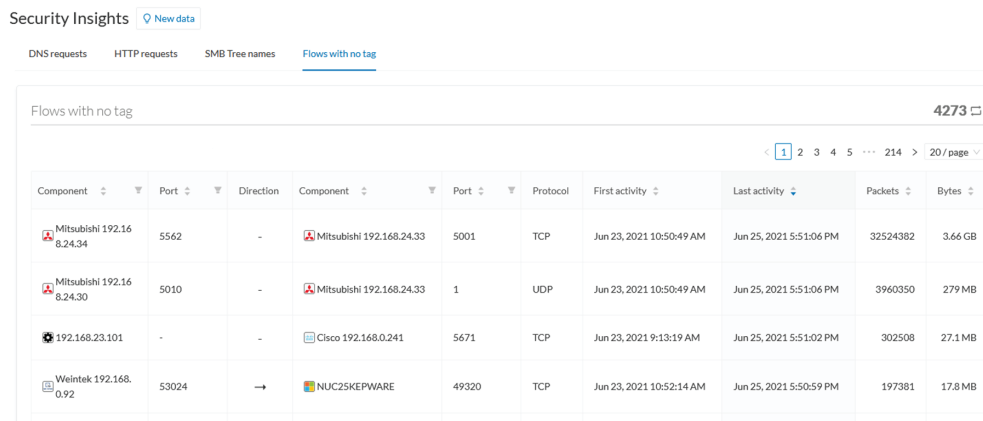 Security Insights New data
DNS requests HTTP requests SMB Tree names Flows with no tag
Flows with no tag 4273
< 1 2 3 4 5 ··· 214 > 20 / page
Component Port Direction Component Port Protocol First activity Last activity Packets Bytes
Mitsubishi 192.16
8.24.34 5562 - Mitsubishi 192.168.24.33 5001 TCP Jun 23, 2021 10:50:49 AM Jun 25, 2021 5:51:06 PM 32524382 3.66 GB
Mitsubishi 192.16
8.24.30 5010 - Mitsubishi 192.168.24.33 1 UDP Jun 23, 2021 10:50:49 AM Jun 25, 2021 5:51:06 PM 3960350 279 MB
192.168.23.101 - - Cisco 192.168.0.241 5671 TCP Jun 23, 2021 9:13:19 AM Jun 25, 2021 5:51:02 PM 302508 27.1 MB
Weintek 192.168.
0.92 53024 → NUC25KEPWARE 49320 TCP Jun 23, 2021 10:52:14 AM Jun 25, 2021 5:50:59 PM 197381 17.8 MB